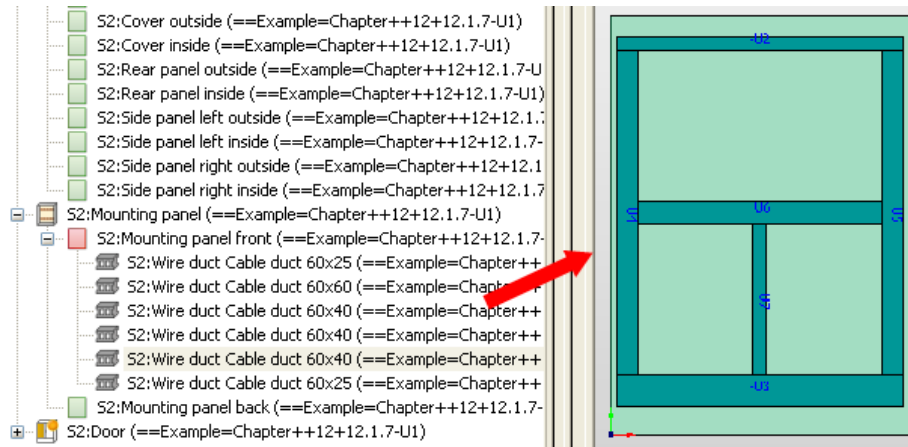 S2:Cover outside (==Example=Chapter++12+12.1.7-U1)
S2:Cover inside (==Example=Chapter++12+12.1.7-U1)
S2:Rear panel outside (==Example=Chapter++12+12.1.7-U
S2:Rear panel inside (==Example=Chapter++12+12.1.7-U1)
S2:Side panel left outside (==Example=Chapter++12+12.1.
S2:Side panel left inside (==Example=Chapter++12+12.1.7-
S2:Side panel right outside (==Example=Chapter++12+12.1
S2:Side panel right inside (==Example=Chapter++12+12.1.7
S2:Mounting panel (==Example=Chapter++12+12.1.7-U1)
S2:Mounting panel front (==Example=Chapter++12+12.1.7-
S2:Wire duct Cable duct 60x25 (==Example=Chapter++
S2:Wire duct Cable duct 60x60 (==Example=Chapter++
S2:Wire duct Cable duct 60x40 (==Example=Chapter++
S2:Wire duct Cable duct 60x40 (==Example=Chapter++
S2:Wire duct Cable duct 60x40 (==Example=Chapter++
S2:Wire duct Cable duct 60x25 (==Example=Chapter++
S2:Mounting panel back (==Example=Chapter++12+12.1.7-
S2:Door (==Example=Chapter++12+12.1.7-U1)
-U2
-U6
-U3